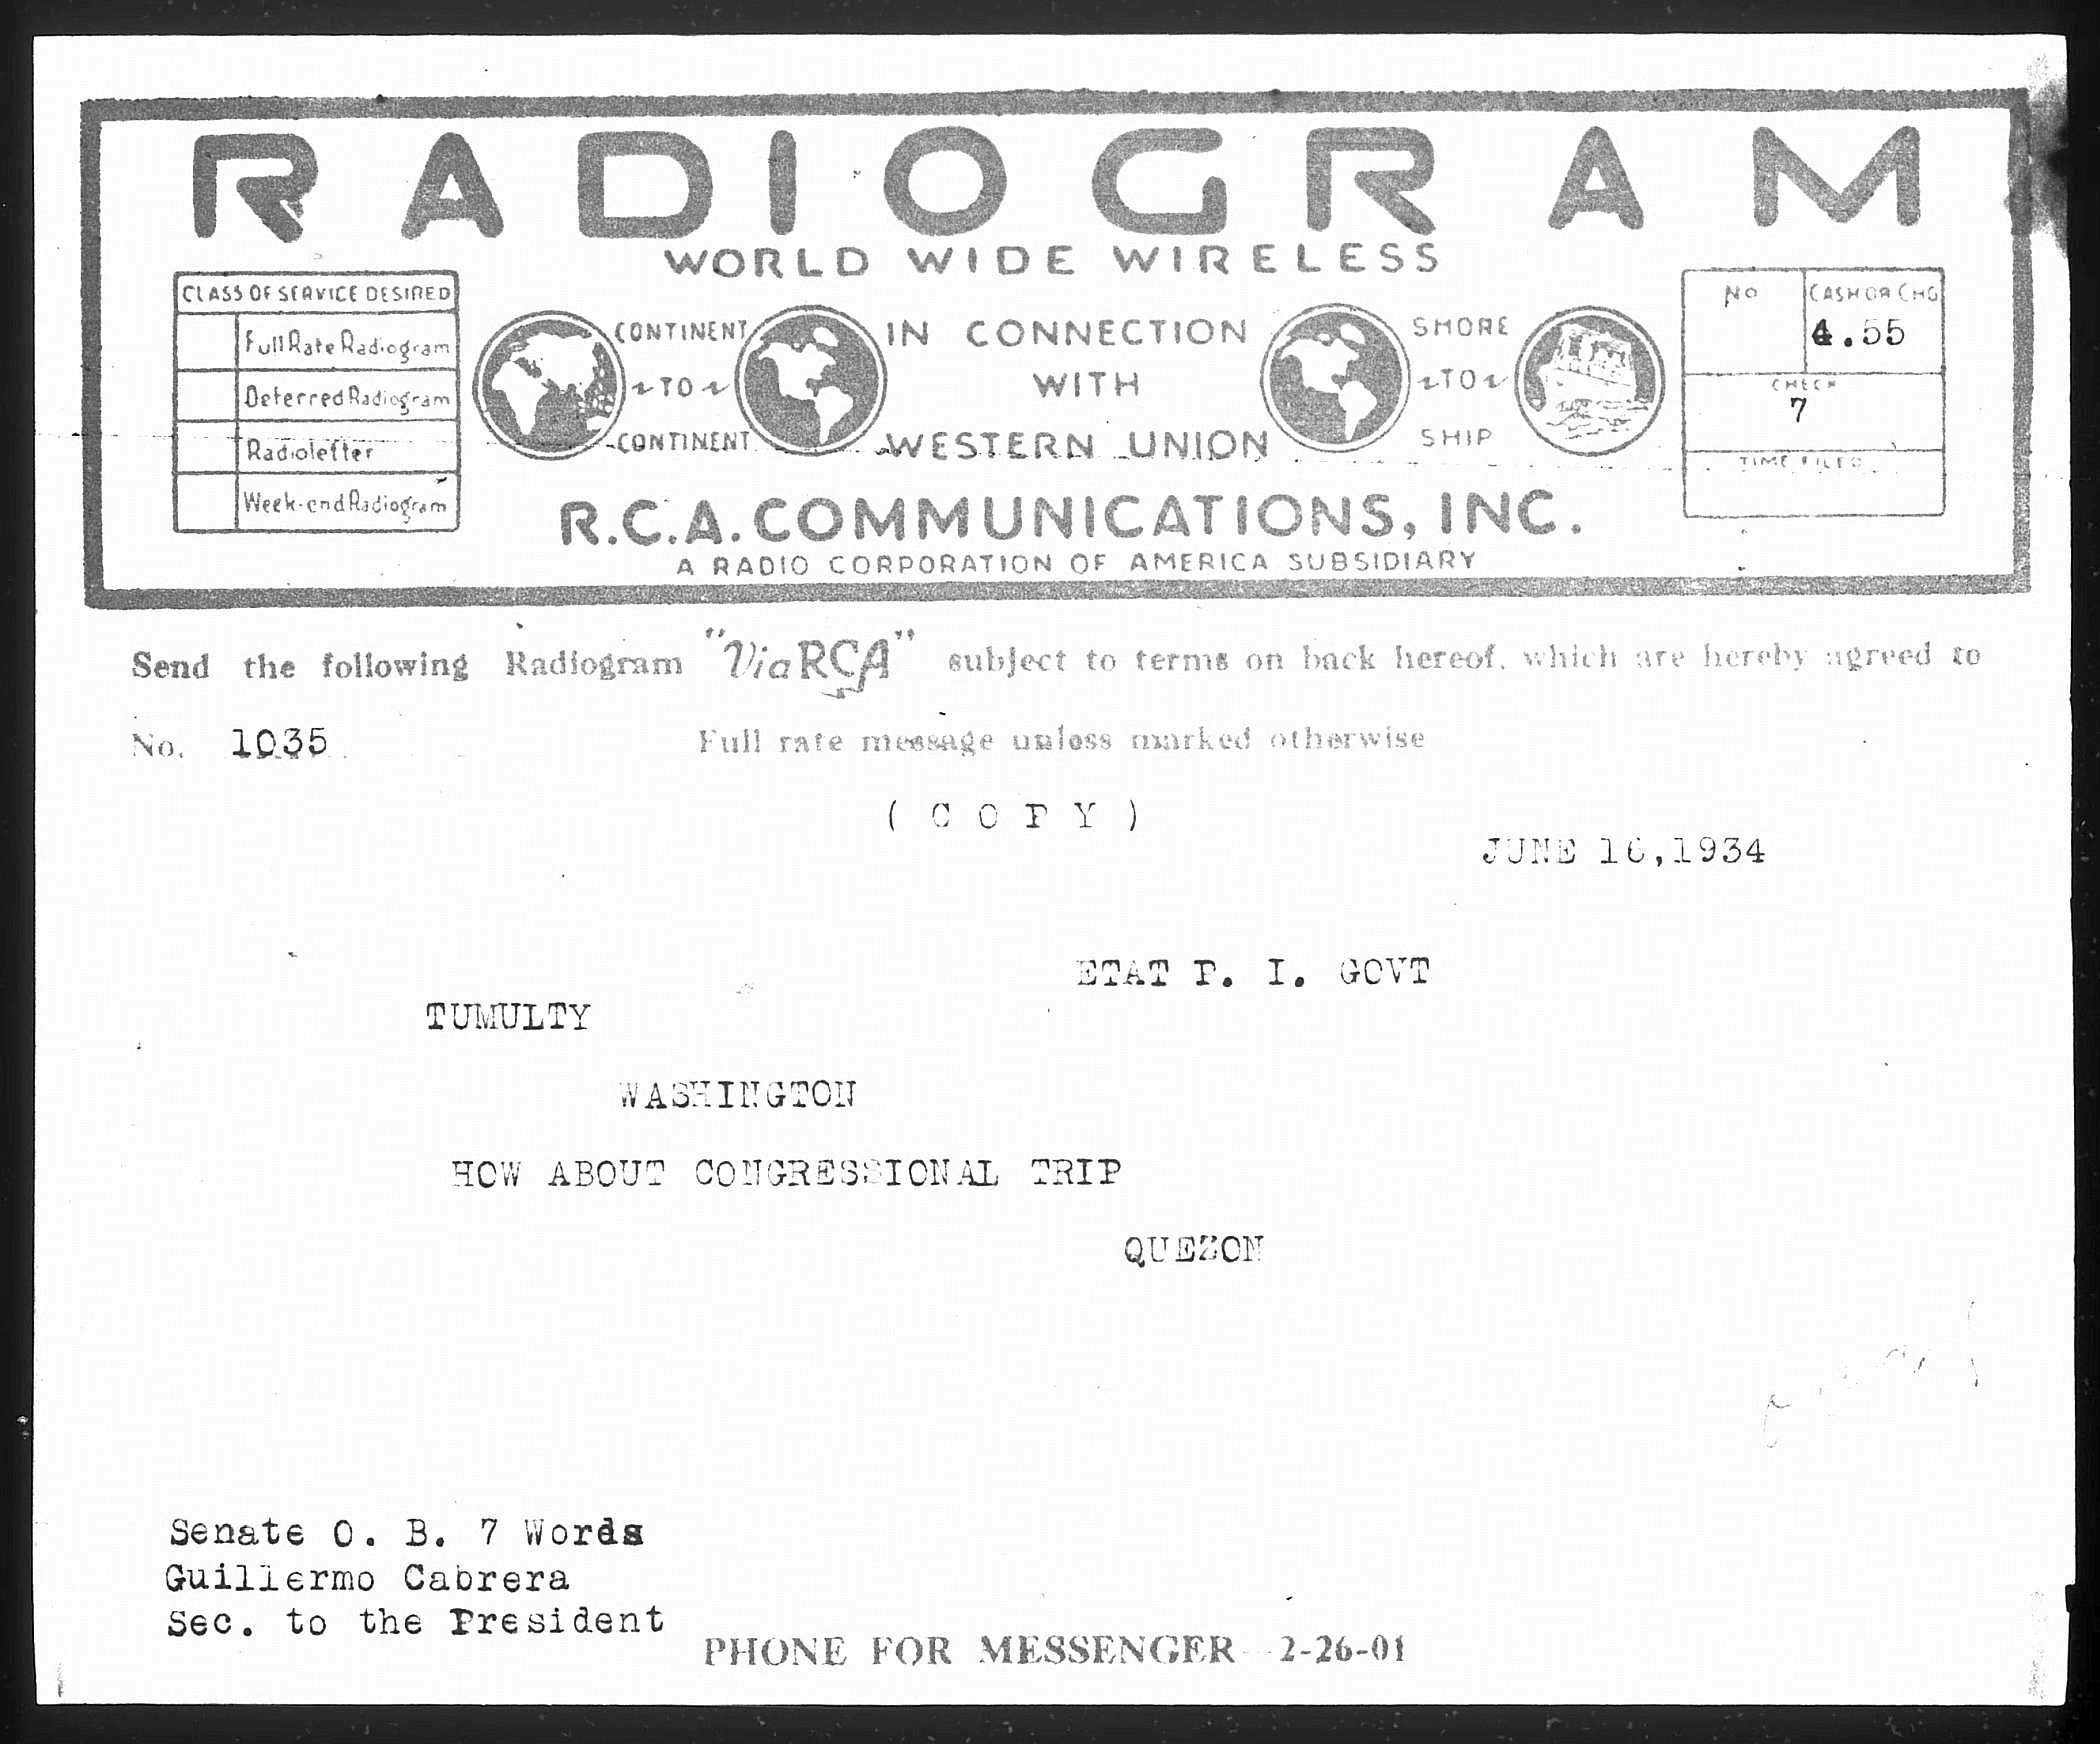 RADIOGRAM
WORLD WIDE WIRELESS
CLASS OF SERVICE DESIRED
Full Rate Radiogram
Deferred Radiogram
Radioletter
Week-end Radiogram
CONTINENT
TO
CONTINENT
IN CONNECTION
WITH
WESTERN UNION
SHORE
TO
SHIP
No
CASH OR CHG
4.55
CHECK
7
TIME FILED
R.C.A. COMMUNICATIONS, INC.
A RADIO CORPORATION OF AMERICA SUBSIDIARY
Send the following Radiogram "Via RCA" subject to terms on back hereof, which are hereby agreed to
No. 1035 Full rate message unless marked otherwise
( C O P Y )
JUNE 16,1934
ETAT P. I. GOVT
TUMULTY
WASHINGTON
HOW ABOUT CONGRESSIONAL TRIP
QUEZON
Senate O. B. 7 Words
Guillermo Cabrera
Sec. to the President
PHONE FOR MESSENGER 2-26-01